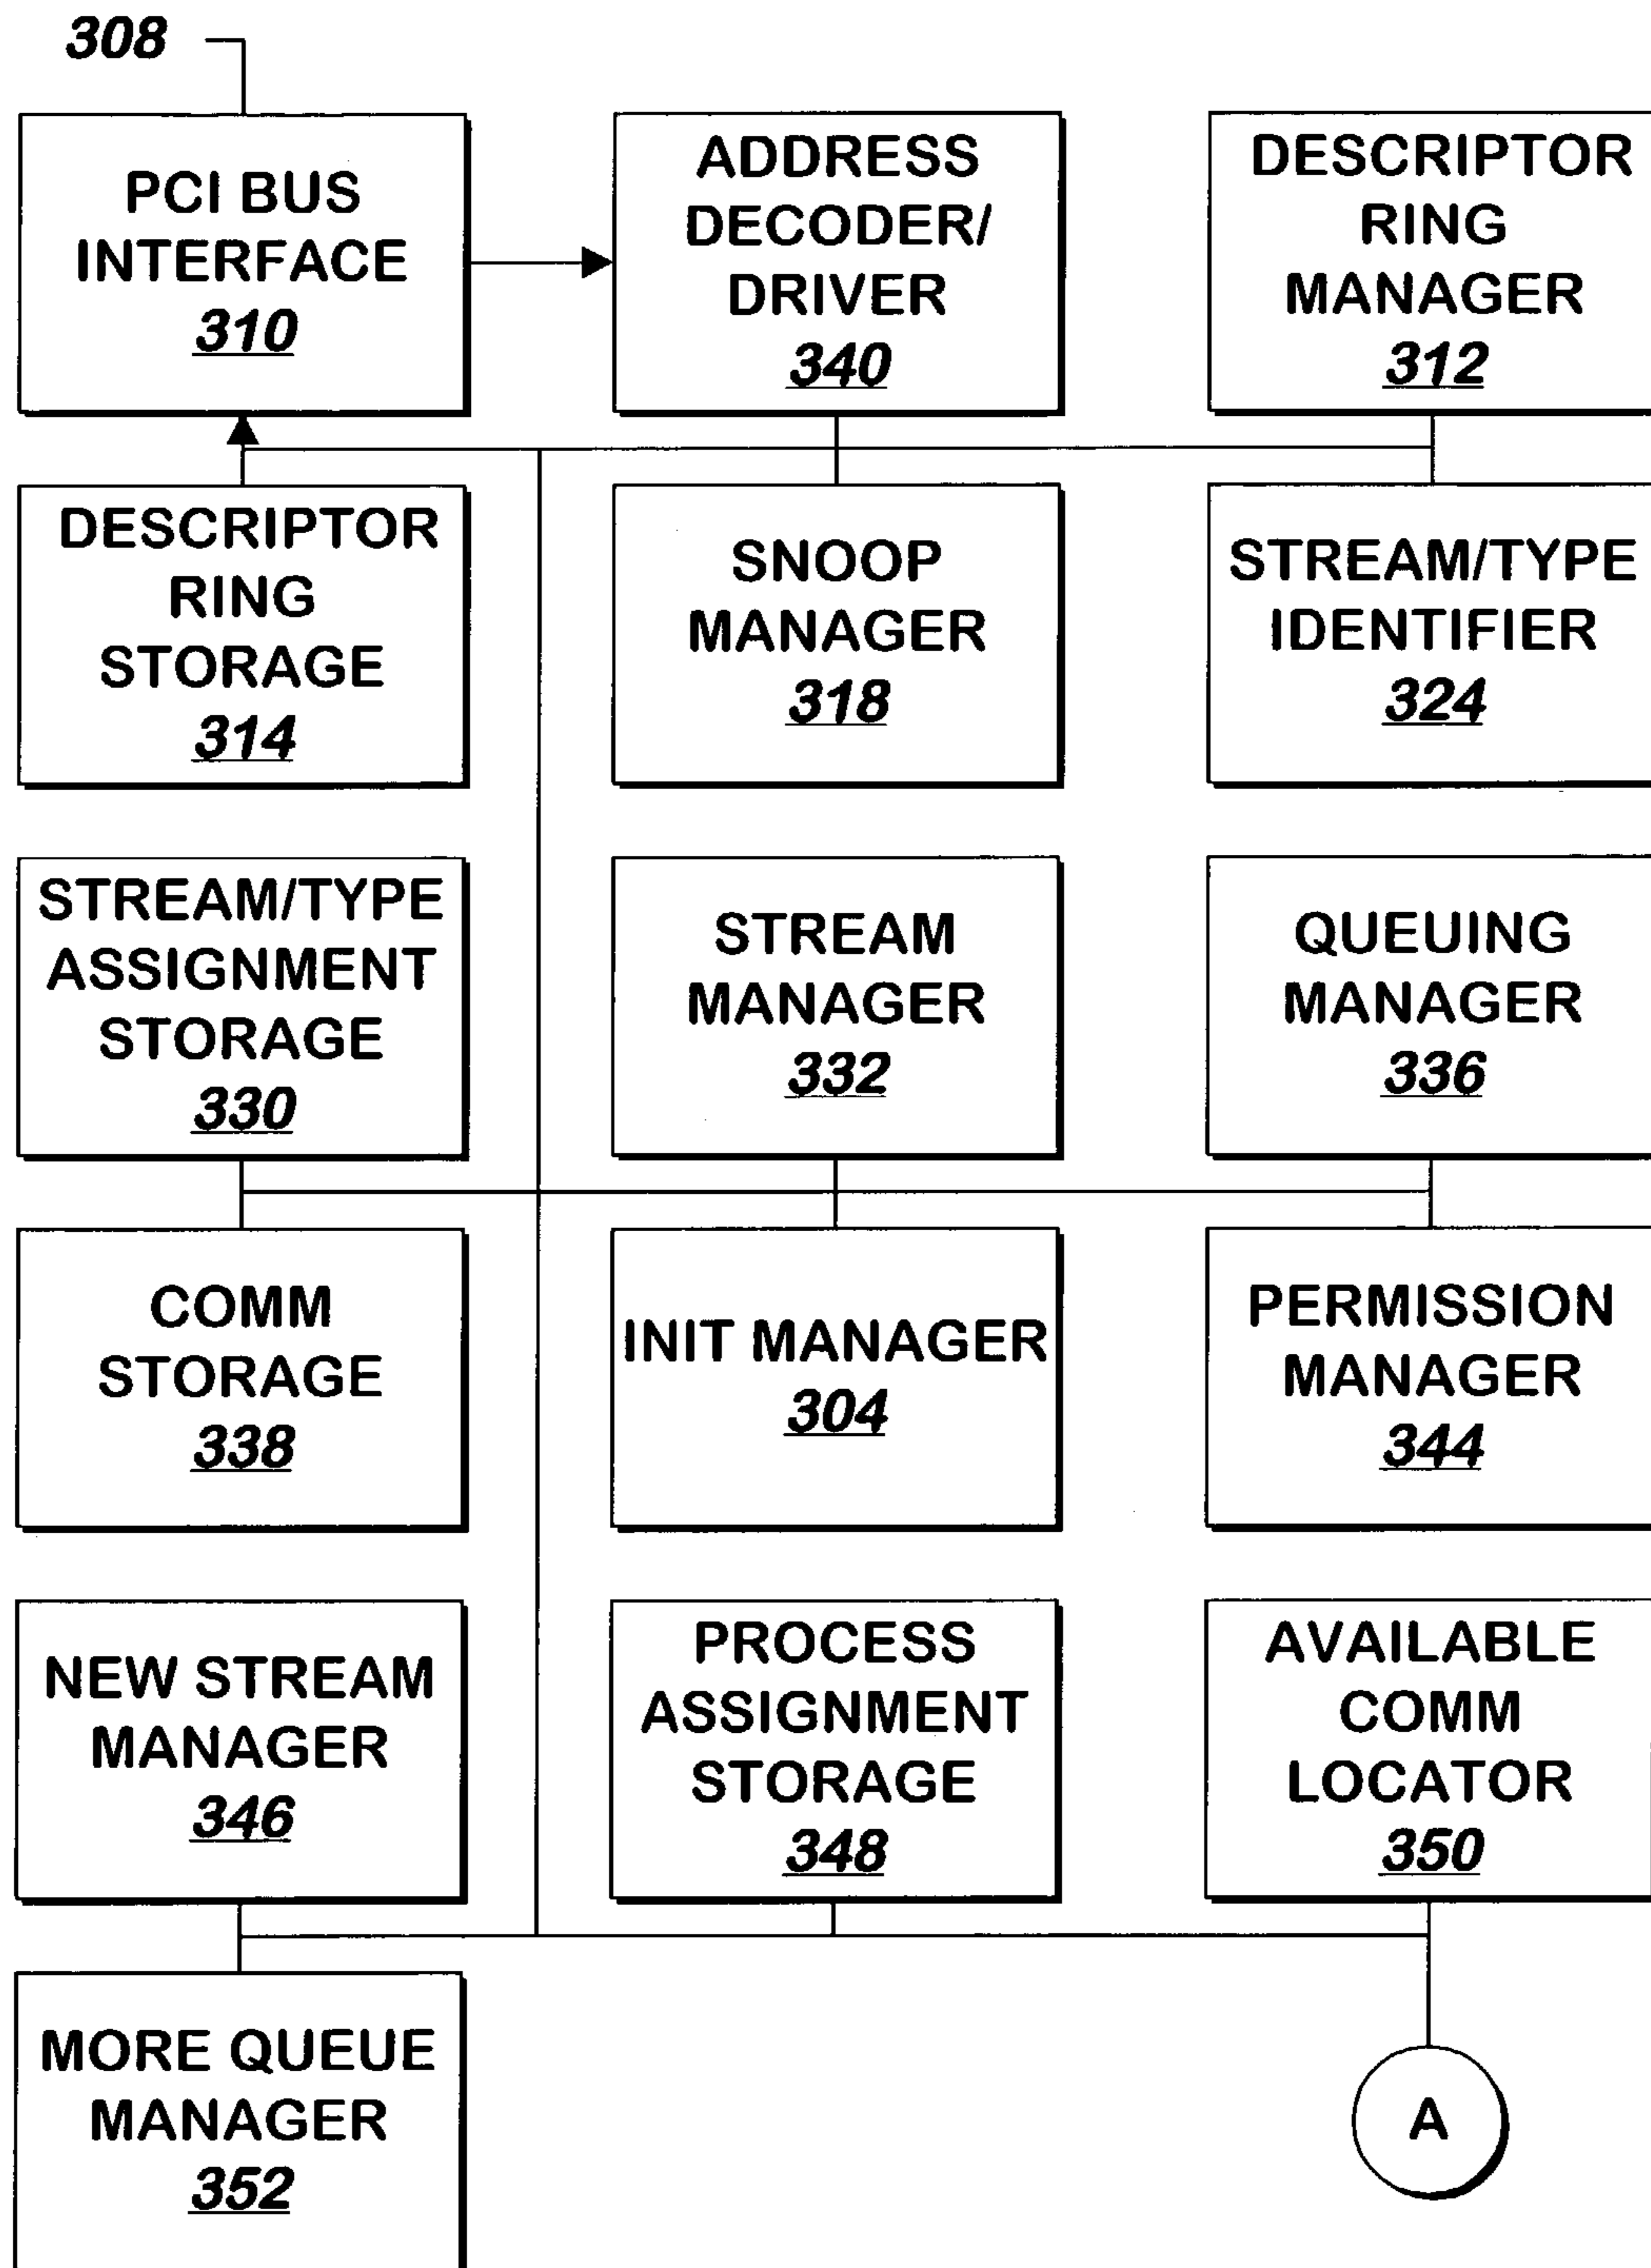 308
PCI BUS
INTERFACE
310
ADDRESS
DECODER/
DRIVER
340
DESCRIPTOR
RING
MANAGER
312
DESCRIPTOR
RING
STORAGE
314
SNOOP
MANAGER
318
STREAM/TYPE
IDENTIFIER
324
STREAM/TYPE
ASSIGNMENT
STORAGE
330
STREAM
MANAGER
332
QUEUING
MANAGER
336
COMM
STORAGE
338
INIT MANAGER
304
PERMISSION
MANAGER
344
NEW STREAM
MANAGER
346
PROCESS
ASSIGNMENT
STORAGE
348
AVAILABLE
COMM
LOCATOR
350
MORE QUEUE
MANAGER
352
A